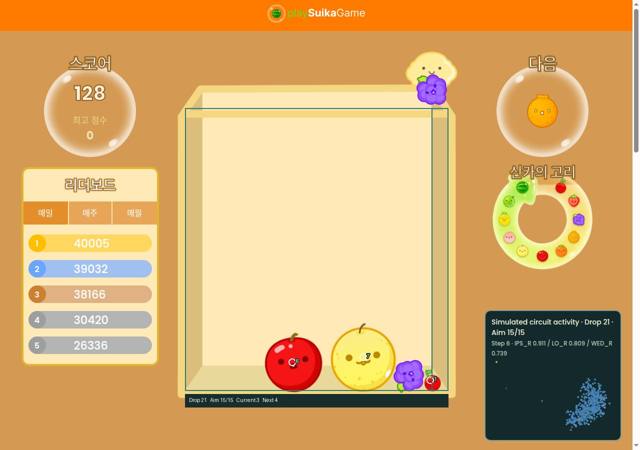 playSuikaGame
스코어
128
최고 점수
0
다음
리더보드
매일 매주 매월
1 40005
2 39032
3 38166
4 30420
5 26336
신카의 고리
Simulated circuit activity · Drop 21 ·
Aim 15/15
Step 6 · IPS_R 0.911 / LO_R 0.809 / WED_R
0.739
Drop 21 Aim 15/15 Current 3 Next 4